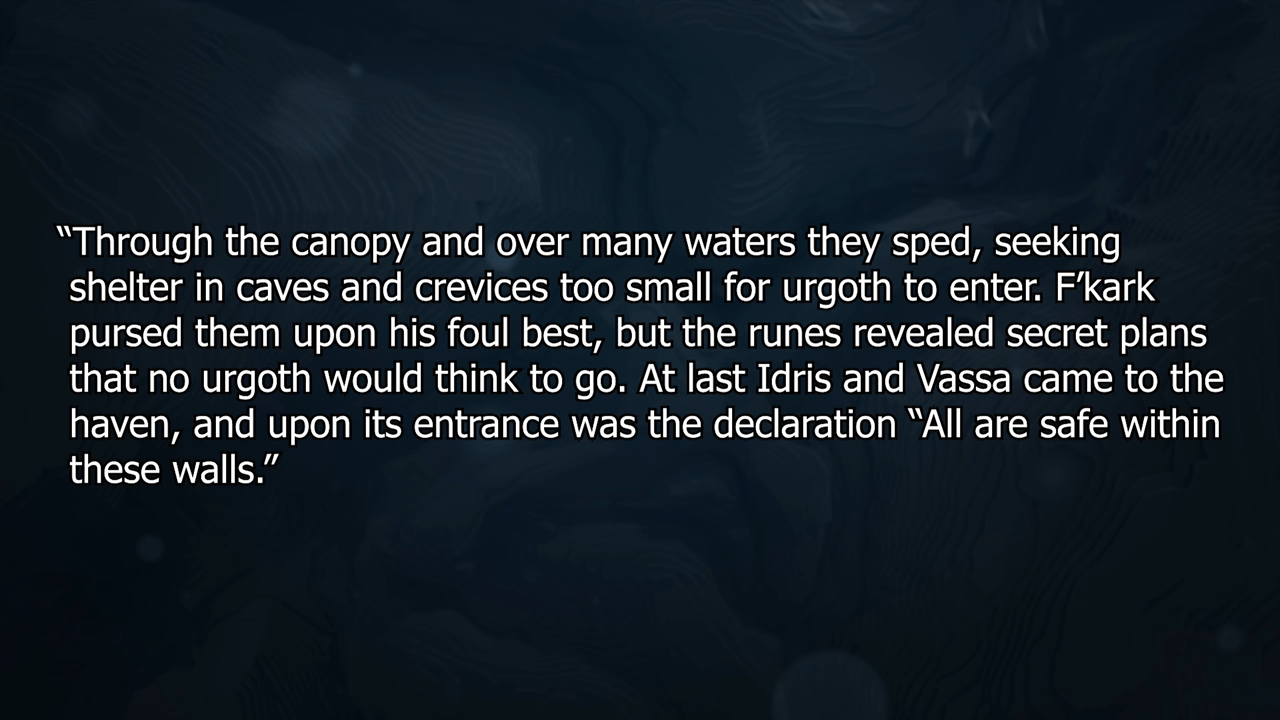 “Through the canopy and over many waters they sped, seeking
shelter in caves and crevices too small for urgoth to enter. F’kark
pursed them upon his foul best, but the runes revealed secret plans
that no urgoth would think to go. At last Idris and Vassa came to the
haven, and upon its entrance was the declaration “All are safe within
these walls.”